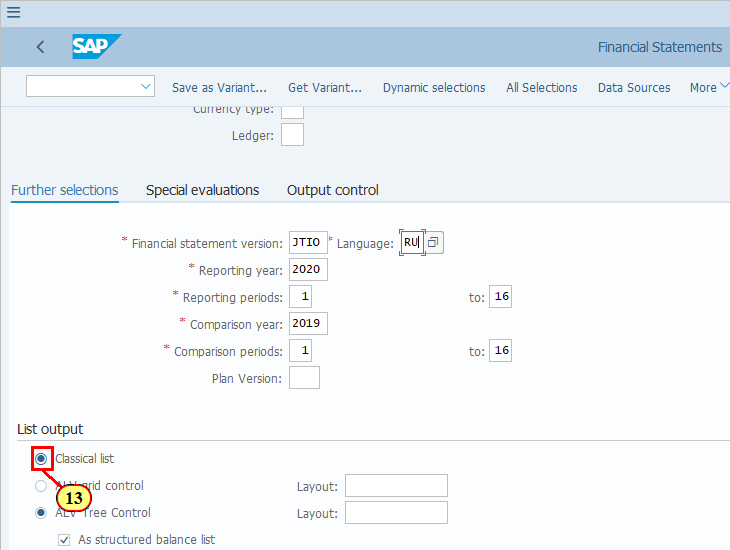 SAP
Financial Statements
Save as Variant... Get Variant... Dynamic selections All Selections Data Sources More
Currency type:
Ledger:
Further selections Special evaluations Output control
* Financial statement version: JTIO * Language: RU
* Reporting year: 2020
* Reporting periods: 1 to: 16
* Comparison year: 2019
* Comparison periods: 1 to: 16
Plan Version:
List output
Classical list
ALV grid control Layout:
13
ALV Tree Control Layout:
As structured balance list